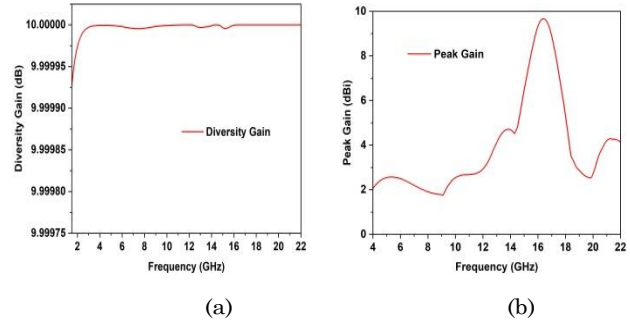 10.00000
9.99995
9.99990
9.99985
9.99980
9.99975
Diversity Gain (dB)
Diversity Gain
2 4 6 8 10 12 14 16 18 20 22
Frequency (GHz)
(a)
10
8
6
4
2
0
Peak Gain (dBi)
Peak Gain
4 6 8 10 12 14 16 18 20 22
Frequency (GHz)
(b)